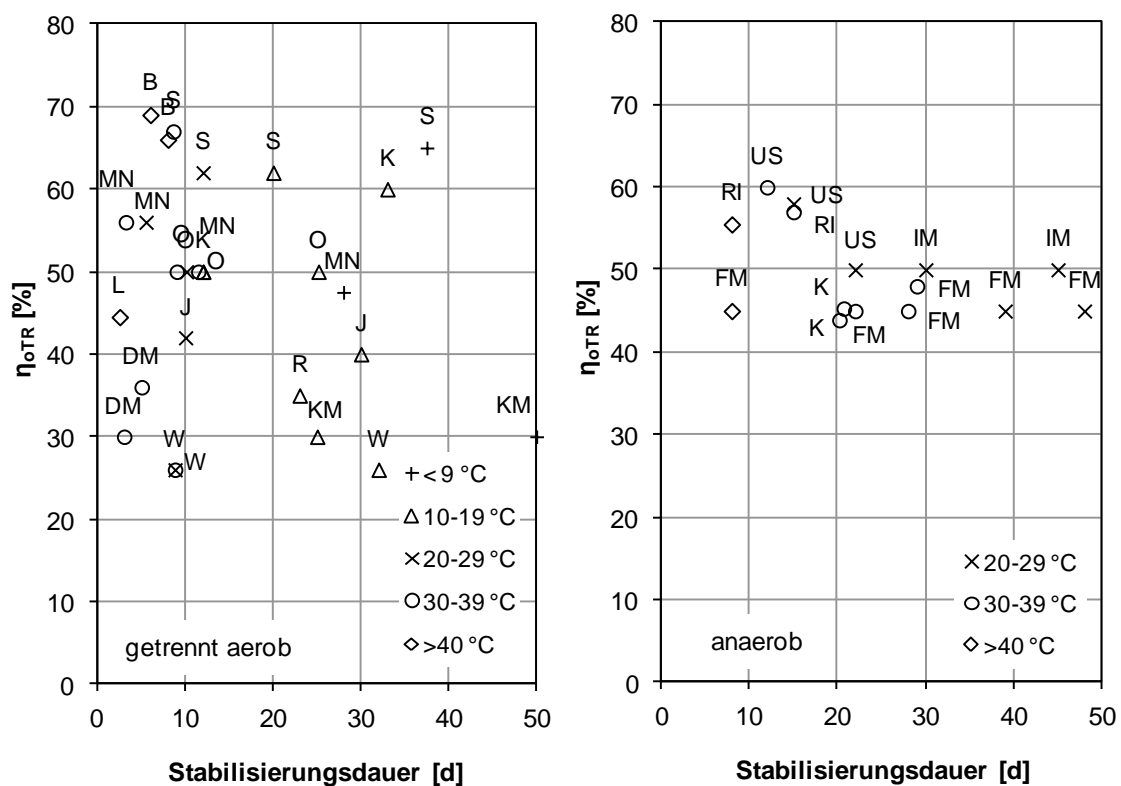 80
70
60
50
40
30
20
10
0
η oTR [%]
B
S
B
S
S
S
K
MN
MN
MN
K
MN
L
J
J
DM
R
DM
KM
KM
W
W
W
< 9 °C
10-19 °C
20-29 °C
30-39 °C
>40 °C
getrennt aerob
0 10 20 30 40 50
Stabilisierungsdauer [d]
80
70
60
50
40
30
20
10
0
η oTR [%]
US
RI
US
RI
US
IM
IM
FM
K
FM
FM
FM
K
FM
FM
20-29 °C
30-39 °C
>40 °C
anaerob
0 10 20 30 40 50
Stabilisierungsdauer [d]